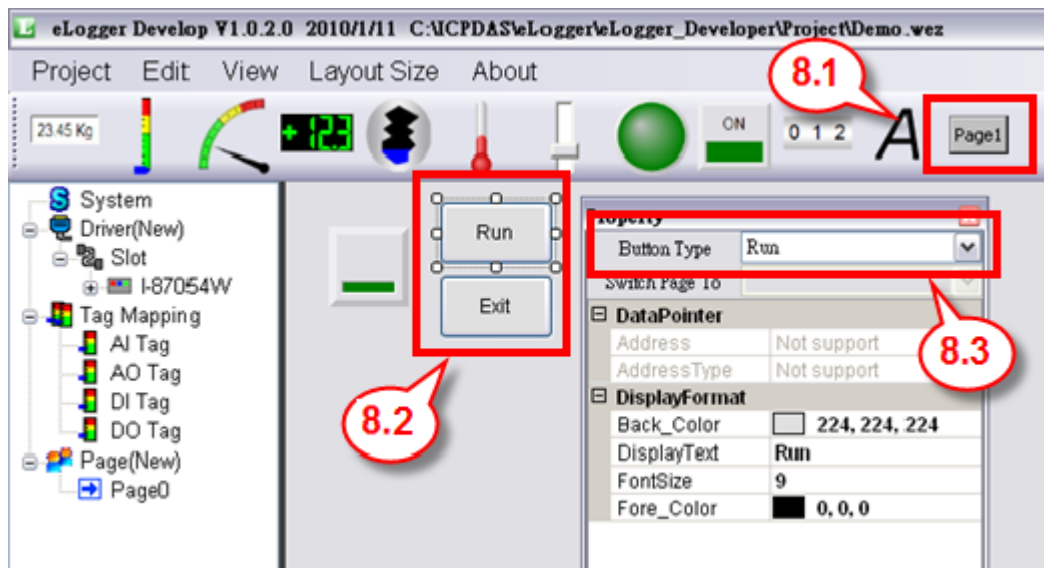 eLogger Develop V1.0.2.0 2010/1/11 C:\ICPDAS\eLogger\eLogger_Developer\Project\Demo.wez
Project Edit View Layout Size About
8.1
23.45 Kg
+12.3
ON
0 1 2
A
Page1
System
Driver(New)
Slot
I-87054W
Tag Mapping
AI Tag
AO Tag
DI Tag
DO Tag
Page(New)
Page0
Run
Exit
8.2
Property
Button Type Run
Switch Page To
DataPointer
Address Not support
AddressType Not support
8.3
DisplayFormat
Back_Color 224, 224, 224
DisplayText Run
FontSize 9
Fore_Color 0, 0, 0